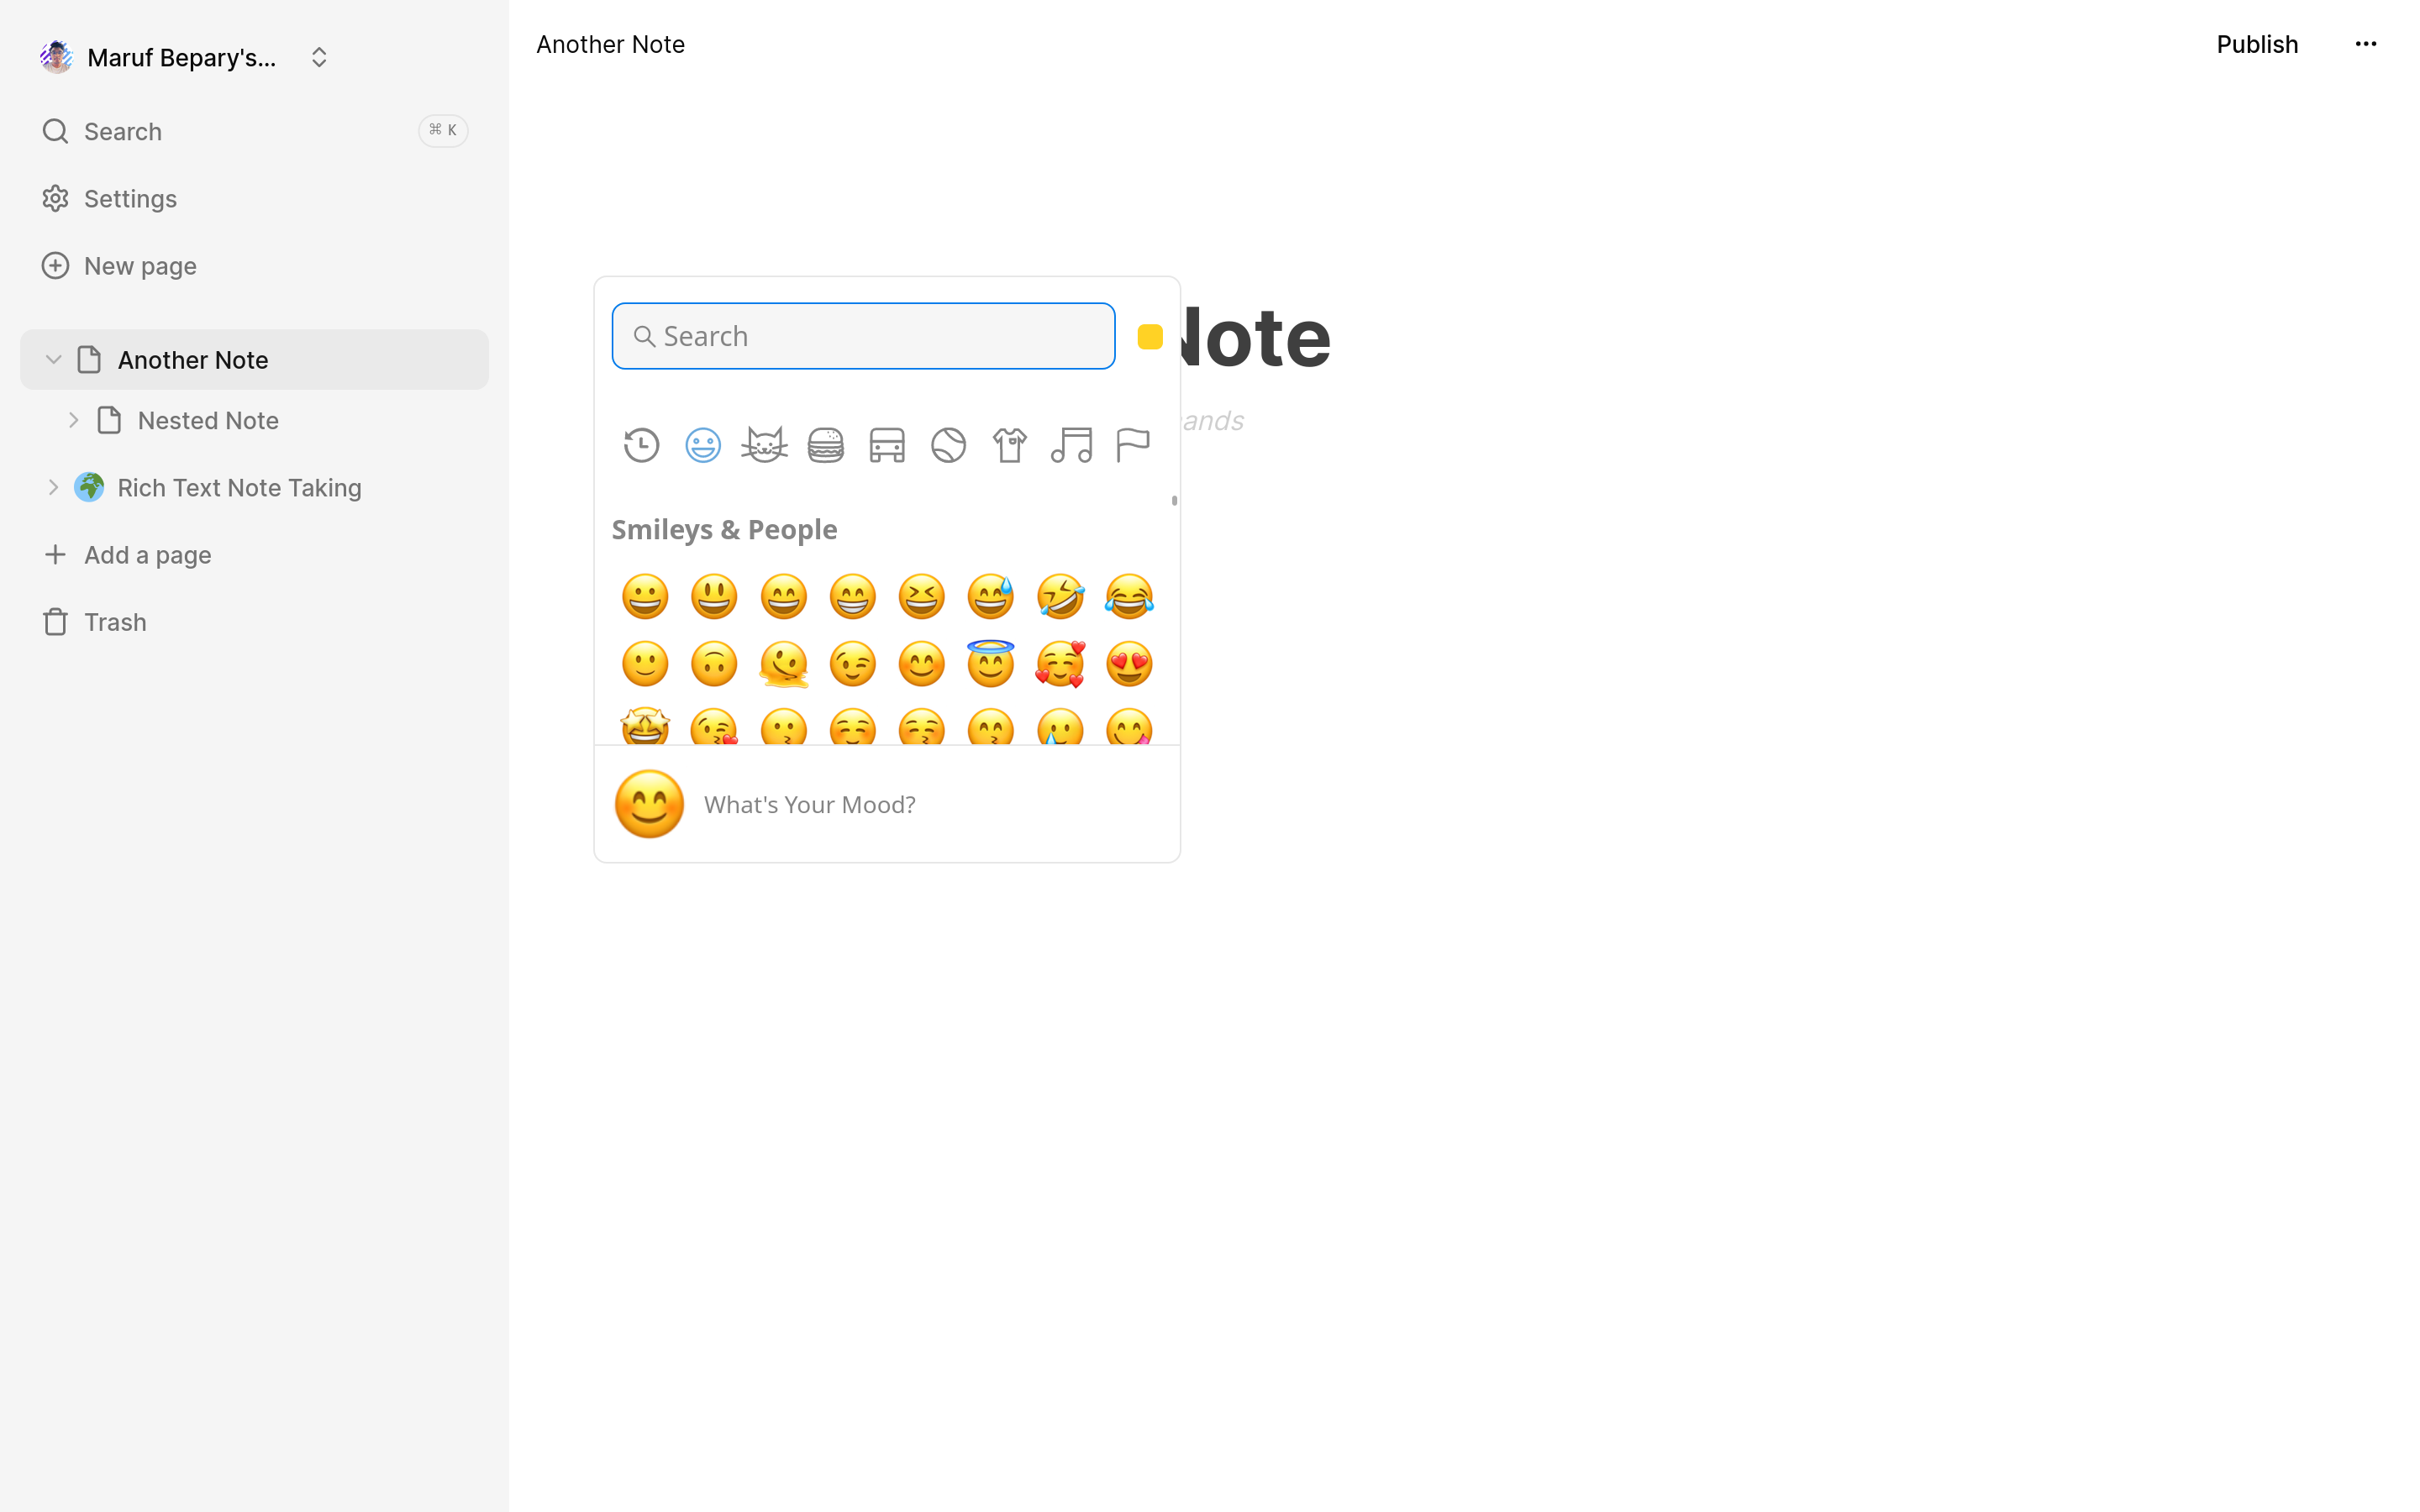 Maruf Bepary's...
Search ⌘ K
Settings
New page
Another Note
Nested Note
Rich Text Note Taking
Add a page
Trash
Another Note
Publish
Search
Note
ands
Smileys & People
What's Your Mood?